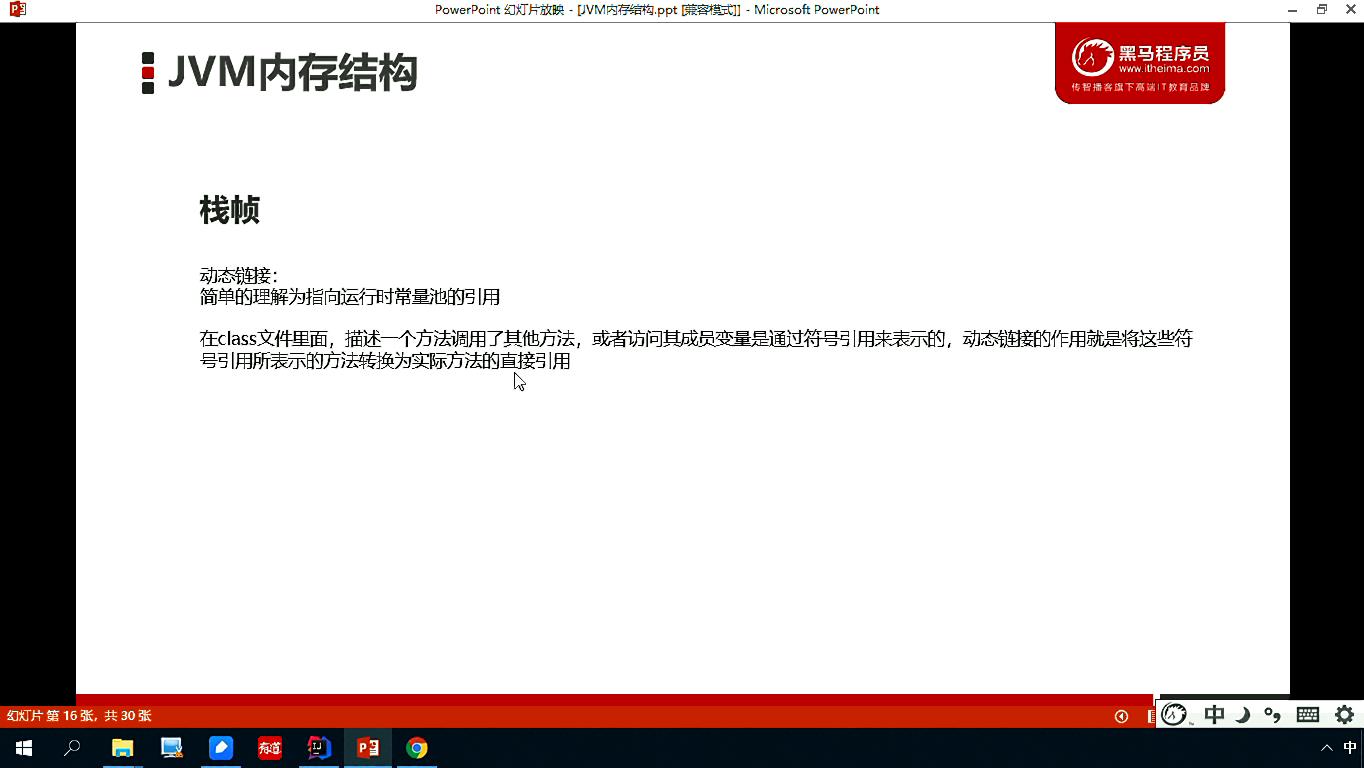 PowerPoint 幻灯片放映 - [JVM内存结构.ppt [兼容模式]] - Microsoft PowerPoint
JVM内存结构
黑马程序员
www.itheima.com
传智播客旗下高端IT教育品牌
栈帧
动态链接：
简单的理解为指向运行时常量池的引用
在class文件里面，描述一个方法调用了其他方法，或者访问其成员变量是通过符号引用来表示的，动态链接的作用就是将这些符
号引用所表示的方法转换为实际方法的直接引用
幻灯片 第 16 张，共 30 张
中
有道
IJ
P
中